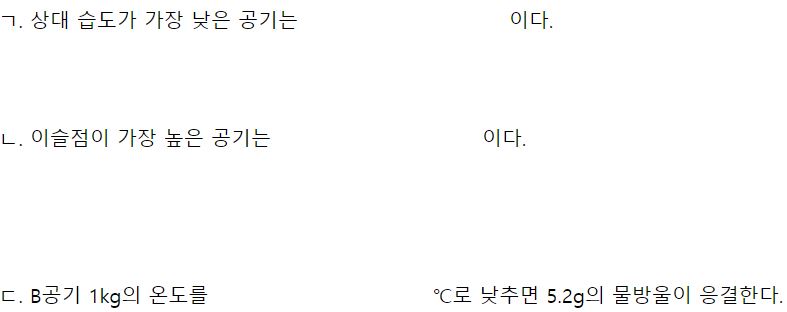 ㄱ. 상대 습도가 가장 낮은 공기는 이다.
ㄴ. 이슬점이 가장 높은 공기는 이다.
ㄷ. B공기 1kg의 온도를 ℃로 낮추면 5.2g의 물방울이 응결한다.